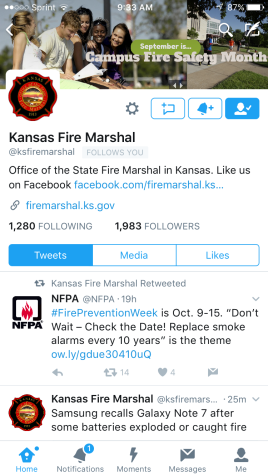 Sprint 9:33 AM 87%
September is...
Campus Fire Safety Month
Kansas Fire Marshal
@ksfiremarshal FOLLOWS YOU
Office of the State Fire Marshal in Kansas. Like us
on Facebook facebook.com/firemarshal.ks...
firemarshal.ks.gov
1,280 FOLLOWING 1,983 FOLLOWERS
Tweets Media Likes
Kansas Fire Marshal Retweeted
NFPA @NFPA · 19h
#FirePreventionWeek is Oct. 9-15. “Don't
Wait – Check the Date! Replace smoke
alarms every 10 years” is the theme
ow.ly/gdue30410uQ
14 4
NFPA
Kansas Fire Marshal @ksfiremars... · 25m
Samsung recalls Galaxy Note 7 after
some batteries exploded or caught fire
1
Home Notifications Moments Messages Me